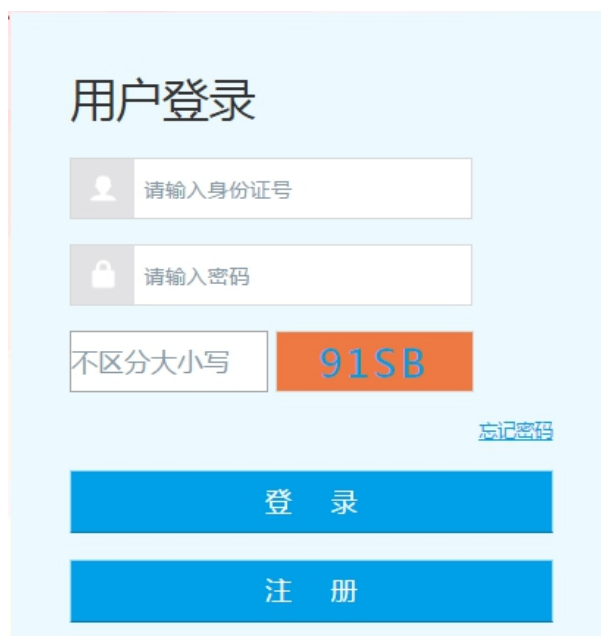 用户登录
请输入身份证号
请输入密码
不区分大小写 91SB
忘记密码
登 录
注 册